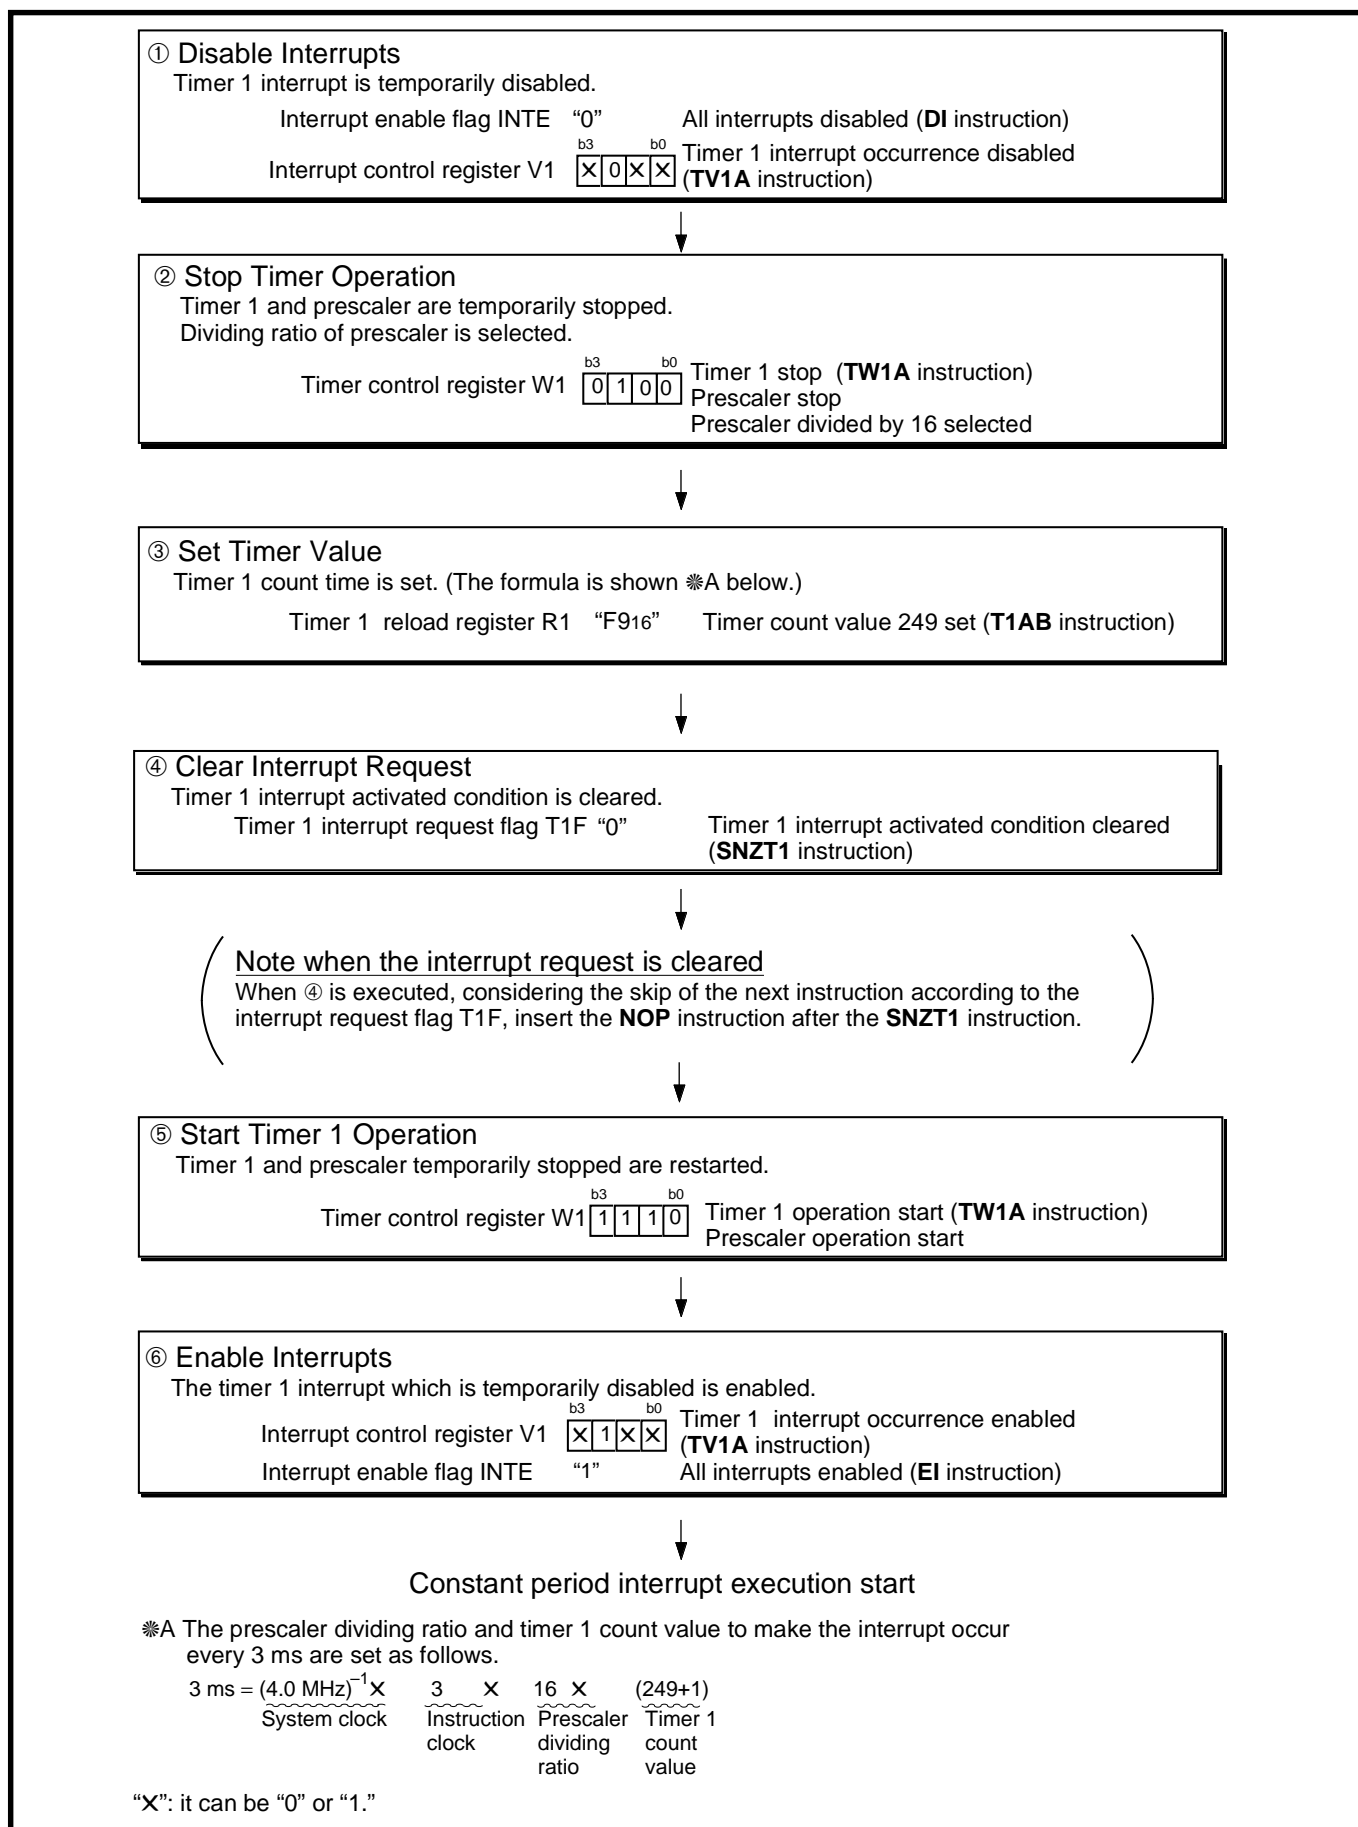 ① Disable Interrupts
Timer 1 interrupt is temporarily disabled.
Interrupt enable flag INTE “0” All interrupts disabled (DI instruction)
b3 b0
Interrupt control register V1 ✕ 0 ✕ ✕ Timer 1 interrupt occurrence disabled
(TV1A instruction)
② Stop Timer Operation
Timer 1 and prescaler are temporarily stopped.
Dividing ratio of prescaler is selected.
b3 b0
Timer control register W1 0 1 0 0 Timer 1 stop (TW1A instruction)
Prescaler stop
Prescaler divided by 16 selected
③ Set Timer Value
Timer 1 count time is set. (The formula is shown ❊A below.)
Timer 1 reload register R1 “F916” Timer count value 249 set (T1AB instruction)
④ Clear Interrupt Request
Timer 1 interrupt activated condition is cleared.
Timer 1 interrupt request flag T1F “0” Timer 1 interrupt activated condition cleared
(SNZT1 instruction)
Note when the interrupt request is cleared
When ④ is executed, considering the skip of the next instruction according to the
interrupt request flag T1F, insert the NOP instruction after the SNZT1 instruction.
⑤ Start Timer 1 Operation
Timer 1 and prescaler temporarily stopped are restarted.
b3 b0
Timer control register W1 1 1 1 0 Timer 1 operation start (TW1A instruction)
Prescaler operation start
⑥ Enable Interrupts
The timer 1 interrupt which is temporarily disabled is enabled.
b3 b0
Interrupt control register V1 ✕ 1 ✕ ✕ Timer 1 interrupt occurrence enabled
(TV1A instruction)
Interrupt enable flag INTE “1” All interrupts enabled (EI instruction)
Constant period interrupt execution start
❊A The prescaler dividing ratio and timer 1 count value to make the interrupt occur
every 3 ms are set as follows.
3 ms = (4.0 MHz)⁻¹ ✕ 3 ✕ 16 ✕ (249+1)
System clock Instruction Prescaler Timer 1
clock dividing count
ratio value
“✕”: it can be “0” or “1.”